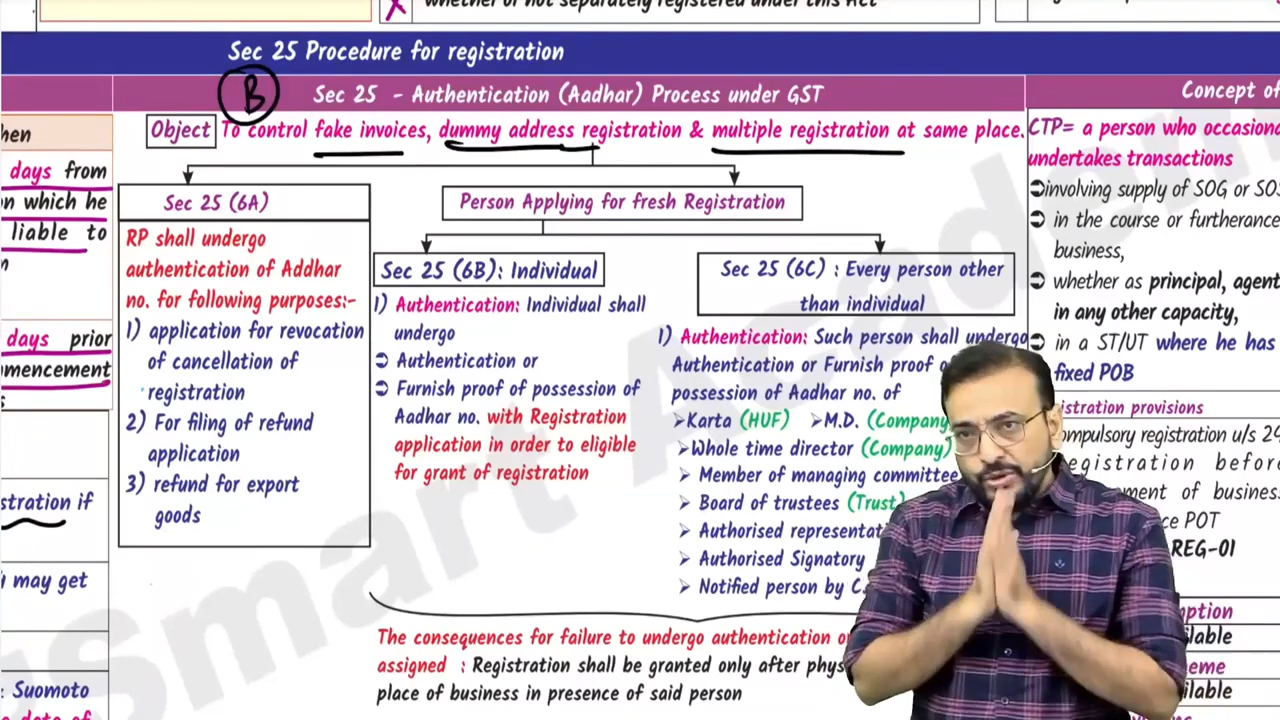 whether or not separately registered under this Act
Sec 25 Procedure for registration
B
Sec 25 - Authentication (Aadhar) Process under GST
Concept of
Object
To control fake invoices, dummy address registration & multiple registration at same place.
Sec 25 (6A)
RP shall undergo
authentication of Addhar
no. for following purposes:-
1) application for revocation
of cancellation of
registration
2) For filing of refund
application
3) refund for export
goods
Person Applying for fresh Registration
Sec 25 (6B): Individual
1) Authentication: Individual shall
undergo
➲ Authentication or
➲ Furnish proof of possession of
Aadhar no. with Registration
application in order to eligible
for grant of registration
Sec 25 (6C) : Every person other
than individual
1) Authentication: Such person shall undergo
Authentication or Furnish proof o
possession of Aadhar no. of
➢Karta (HUF) ➢M.D. (Company
➢Whole time director (Company)
➢ Member of managing committee
➢ Board of trustees (Trust)
➢ Authorised representat
➢ Authorised Signatory
➢ Notified person by C.
The consequences for failure to undergo authentication o
assigned : Registration shall be granted only after phys
place of business in presence of said person
hen
days from
n which he
liable to
days prior
mmencement
s
stration if
may get
: Suomoto
date of
CTP= a person who occasiona
undertakes transactions
➲involving supply of SOG or SOS
➲ in the course or furtherance
business,
➲ whether as principal, agent
in any other capacity,
➲ in a ST/UT where he has
fixed POB
istration provisions
ompulsory registration u/s 24
egistration before
ment of business
ce POT
REG-01
mption
ilable
eme
ilable
Smart Academ